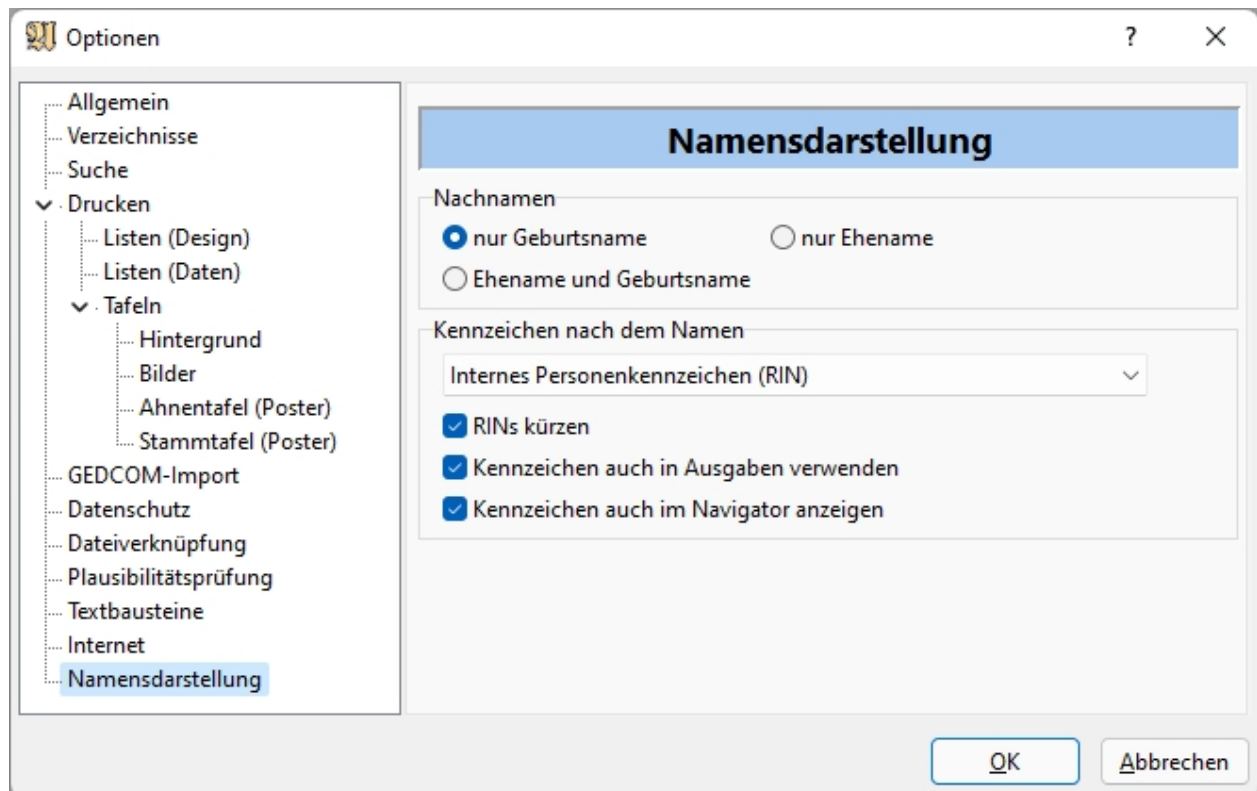 Optionen
?
Allgemein
Verzeichnisse
Suche
Drucken
Listen (Design)
Listen (Daten)
Tafeln
Hintergrund
Bilder
Ahnentafel (Poster)
Stammtafel (Poster)
GEDCOM-Import
Datenschutz
Dateiverknüpfung
Plausibilitätsprüfung
Textbausteine
Internet
Namensdarstellung
Namensdarstellung
Nachnamen
nur Geburtsname
nur Ehename
Ehename und Geburtsname
Kennzeichen nach dem Namen
Internes Personenkennzeichen (RIN)
RINs kürzen
Kennzeichen auch in Ausgaben verwenden
Kennzeichen auch im Navigator anzeigen
OK
Abbrechen